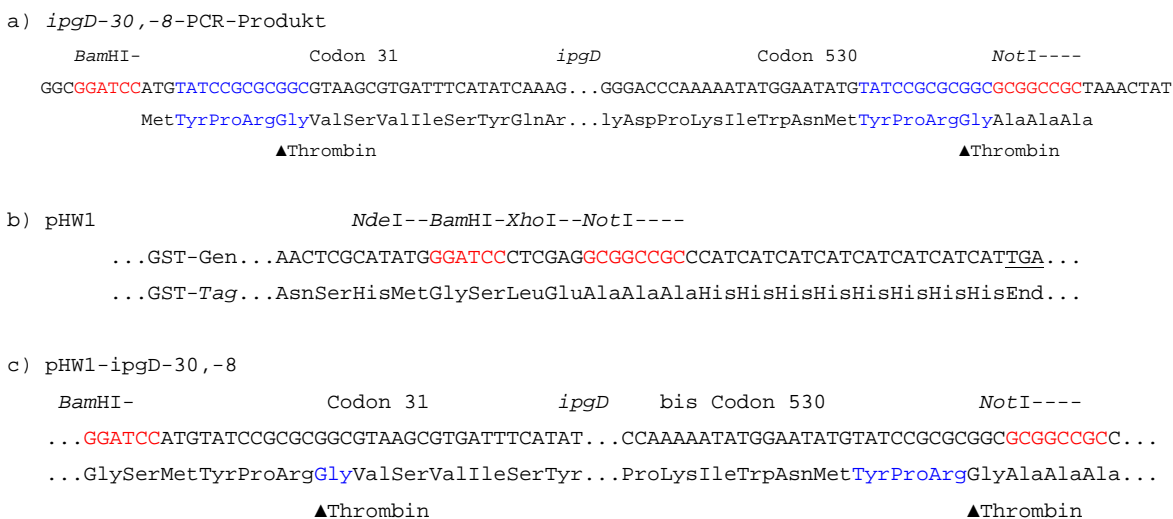 a) ipgD-30,-8-PCR-Produkt
BamHI- Codon 31 ipgD Codon 530 NotI----
GGCGGATCCATGTATCCGCGCGGCGTAAGCGTGATTTCATATCAAAG...GGGACCCAAAAATATGGAATATGTATCCGCGCGGCGCGGCCGCTAAACTAT
MetTyrProArgGlyValSerValIleSerTyrGlnAr...lyAspProLysIleTrpAsnMetTyrProArgGlyAlaAlaAla
▲Thrombin ▲Thrombin
b) pHW1 NdeI--BamHI-XhoI--NotI----
...GST-Gen...AACTCGCATATGGGATCCCTCGAGGCGGCCGCCCATCATCATCATCATCATCATCATTGA...
...GST-Tag...AsnSerHisMetGlySerLeuGluAlaAlaAlaHisHisHisHisHisHisHisHisEnd...
c) pHW1-ipgD-30,-8
BamHI- Codon 31 ipgD bis Codon 530 NotI----
...GGATCCATGTATCCGCGCGGCGTAAGCGTGATTTCATAT...CCAAAAATATGGAATATGTATCCGCGCGGCGCGGCCGCC...
...GlySerMetTyrProArgGlyValSerValIleSerTyr...ProLysIleTrpAsnMetTyrProArgGlyAlaAlaAla...
▲Thrombin ▲Thrombin